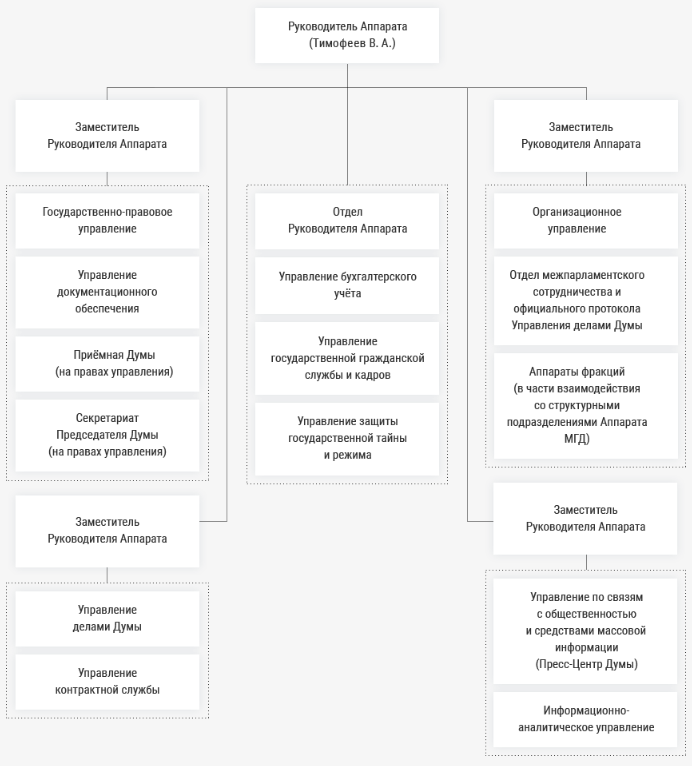 Руководитель Аппарата
(Тимофеев В. А.)
Заместитель
Руководителя Аппарата
Государственно-правовое
управление
Управление
документационного
обеспечения
Приёмная Думы
(на правах управления)
Секретариат
Председателя Думы
(на правах управления)
Заместитель
Руководителя Аппарата
Управление
делами Думы
Управление
контрактной службы
Отдел
Руководителя Аппарата
Управление бухгалтерского
учёта
Управление
государственной гражданской
службы и кадров
Управление защиты
государственной тайны
и режима
Заместитель
Руководителя Аппарата
Организационное
управление
Отдел межпарламентского
сотрудничества и
официального протокола
Управления делами Думы
Аппараты фракций
(в части взаимодействия
со структурными
подразделениями Аппарата
МГД)
Заместитель
Руководителя Аппарата
Управление по связям
с общественностью
и средствами массовой
информации
(Пресс-Центр Думы)
Информационно-
аналитическое управление